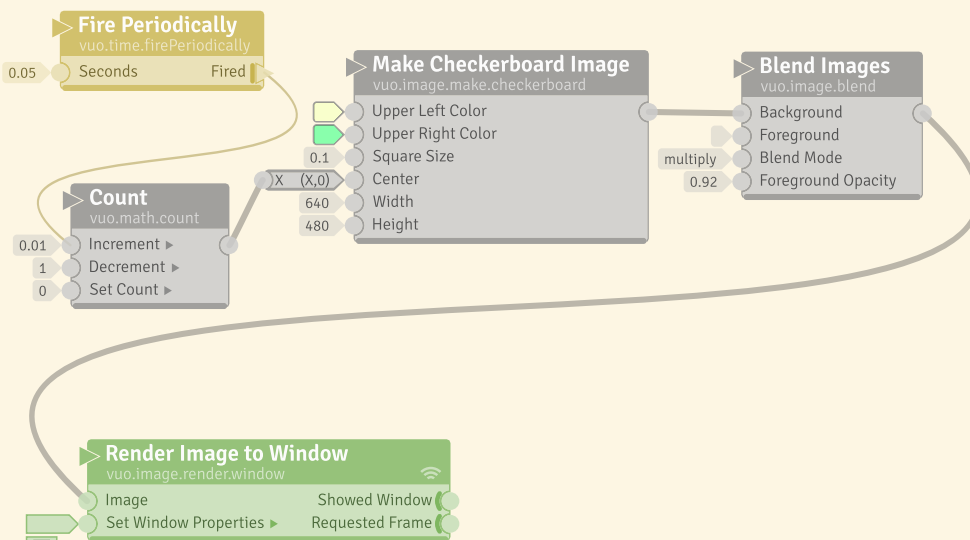 Fire Periodically
vuo.time.firePeriodically
0.05 Seconds Fired
Make Checkerboard Image
vuo.image.make.checkerboard
Upper Left Color
Upper Right Color
0.1 Square Size
X (X,0) Center
640 Width
480 Height
Blend Images
vuo.image.blend
Background
Foreground
multiply Blend Mode
0.92 Foreground Opacity
Count
vuo.math.count
0.01 Increment
1 Decrement
0 Set Count
Render Image to Window
vuo.image.render.window
Image Showed Window
Set Window Properties Requested Frame